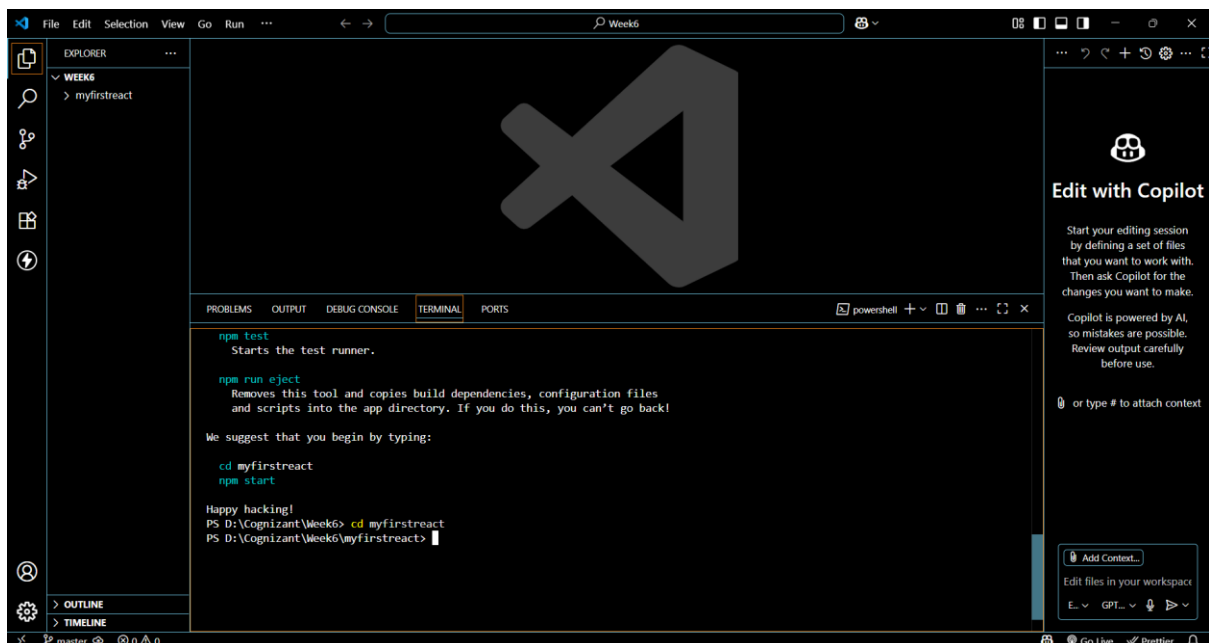 File Edit Selection View Go Run ··· Week6
EXPLORER
WEEK6
myfirstreact
OUTLINE
TIMELINE
PROBLEMS OUTPUT DEBUG CONSOLE TERMINAL PORTS powershell
npm test
Starts the test runner.
npm run eject
Removes this tool and copies build dependencies, configuration files
and scripts into the app directory. If you do this, you can't go back!
We suggest that you begin by typing:
cd myfirstreact
npm start
Happy hacking!
PS D:\Cognizant\Week6> cd myfirstreact
PS D:\Cognizant\Week6\myfirstreact>
Edit with Copilot
Start your editing session
by defining a set of files
that you want to work with.
Then ask Copilot for the
changes you want to make.
Copilot is powered by AI,
so mistakes are possible.
Review output carefully
before use.
or type # to attach context
Add Context...
Edit files in your workspace
E... GPT...
master 0 0 Go Live Prettier